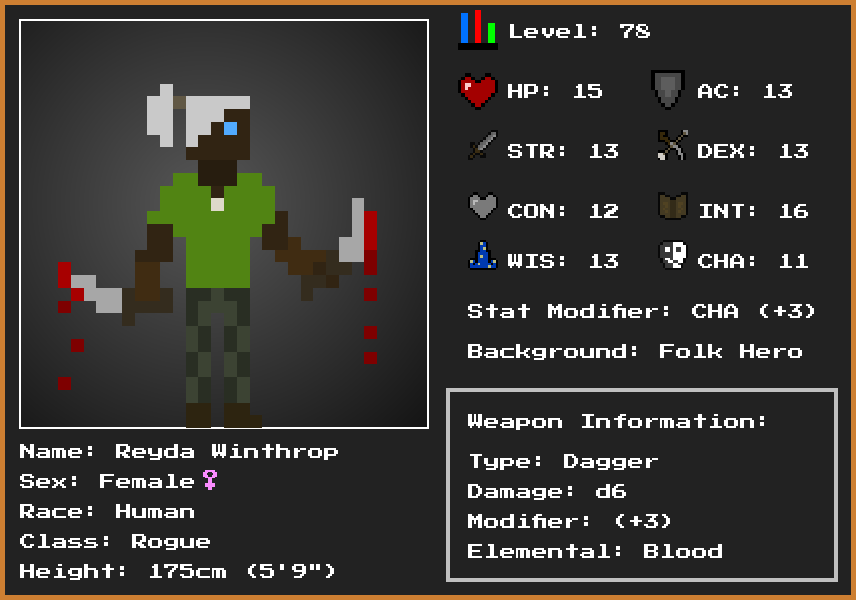 Level: 78
HP: 15 AC: 13
STR: 13 DEX: 13
CON: 12 INT: 16
WIS: 13 CHA: 11
Stat Modifier: CHA (+3)
Background: Folk Hero
Weapon Information:
Type: Dagger
Damage: d6
Modifier: (+3)
Elemental: Blood
Name: Reyda Winthrop
Sex: Female♀
Race: Human
Class: Rogue
Height: 175cm (5'9")